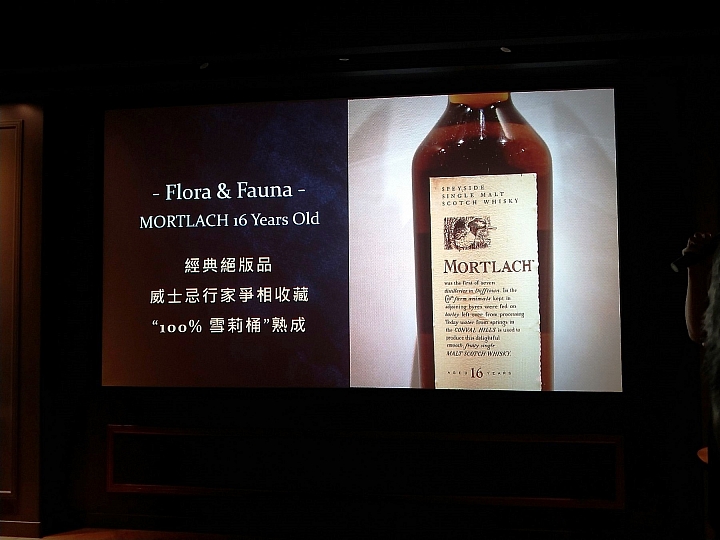 - Flora & Fauna -
MORTLACH 16 Years Old
經典絕版品
威士忌行家爭相收藏
“100% 雪莉桶”熟成
SPEYSIDE
SINGLE MALT
SCOTCH WHISKY
MORTLACH
was the first of seven
distilleries in Dufftown. In the
19th farm animals kept in
adjoining byres were fed on
barley left over from processing
Today water from springs in
the CONVAL HILLS is used to
produce this delightful
smooth, fruity single
MALT SCOTCH WHISKY.
AGED 16 YEARS